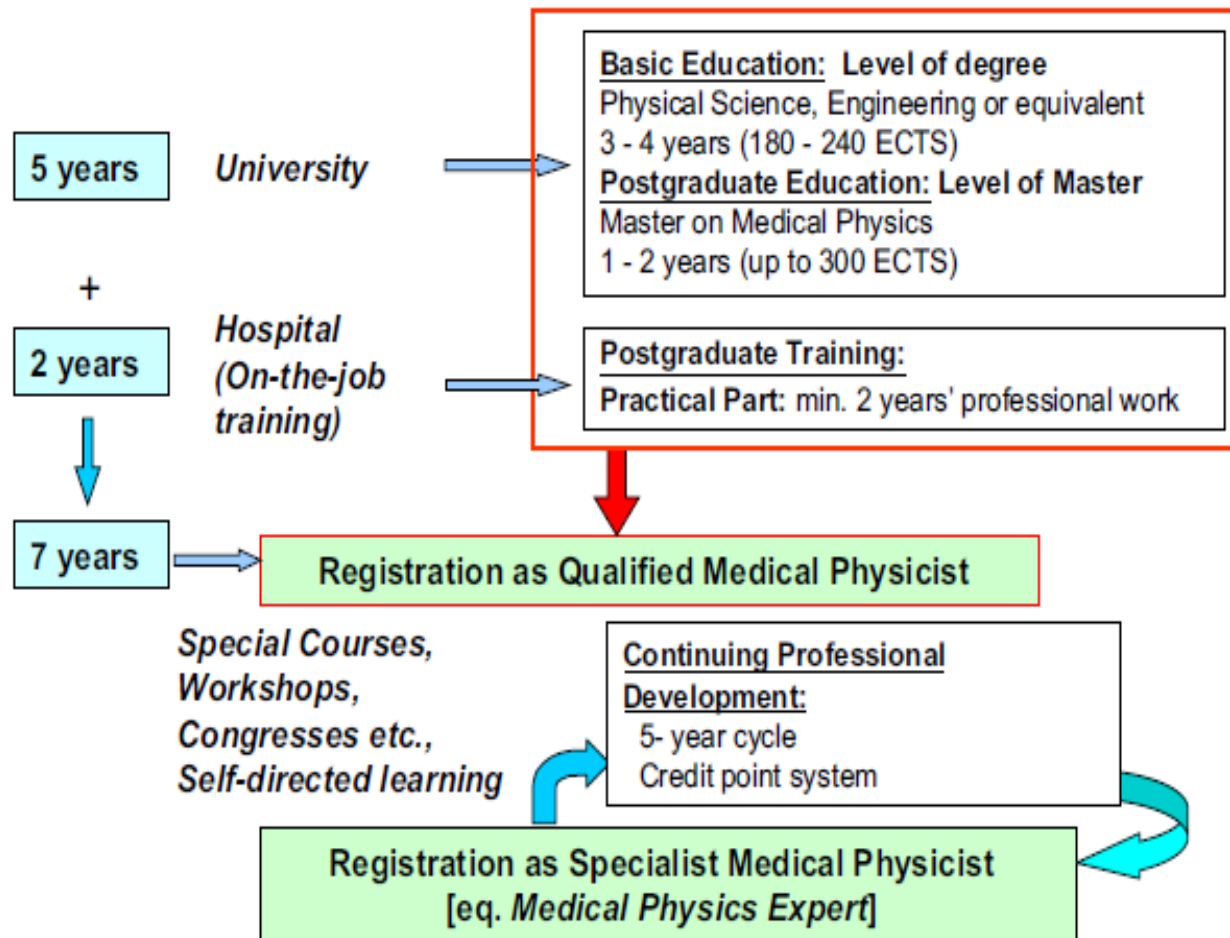 Basic Education: Level of degree
Physical Science, Engineering or equivalent
3 - 4 years (180 - 240 ECTS)
Postgraduate Education: Level of Master
Master on Medical Physics
1 - 2 years (up to 300 ECTS)
5 years
University
+
2 years
Hospital
(On-the-job
training)
Postgraduate Training:
Practical Part: min. 2 years' professional work
7 years
Registration as Qualified Medical Physicist
Special Courses,
Workshops,
Congresses etc.,
Self-directed learning
Continuing Professional
Development:
5- year cycle
Credit point system
Registration as Specialist Medical Physicist
[eq. Medical Physics Expert]